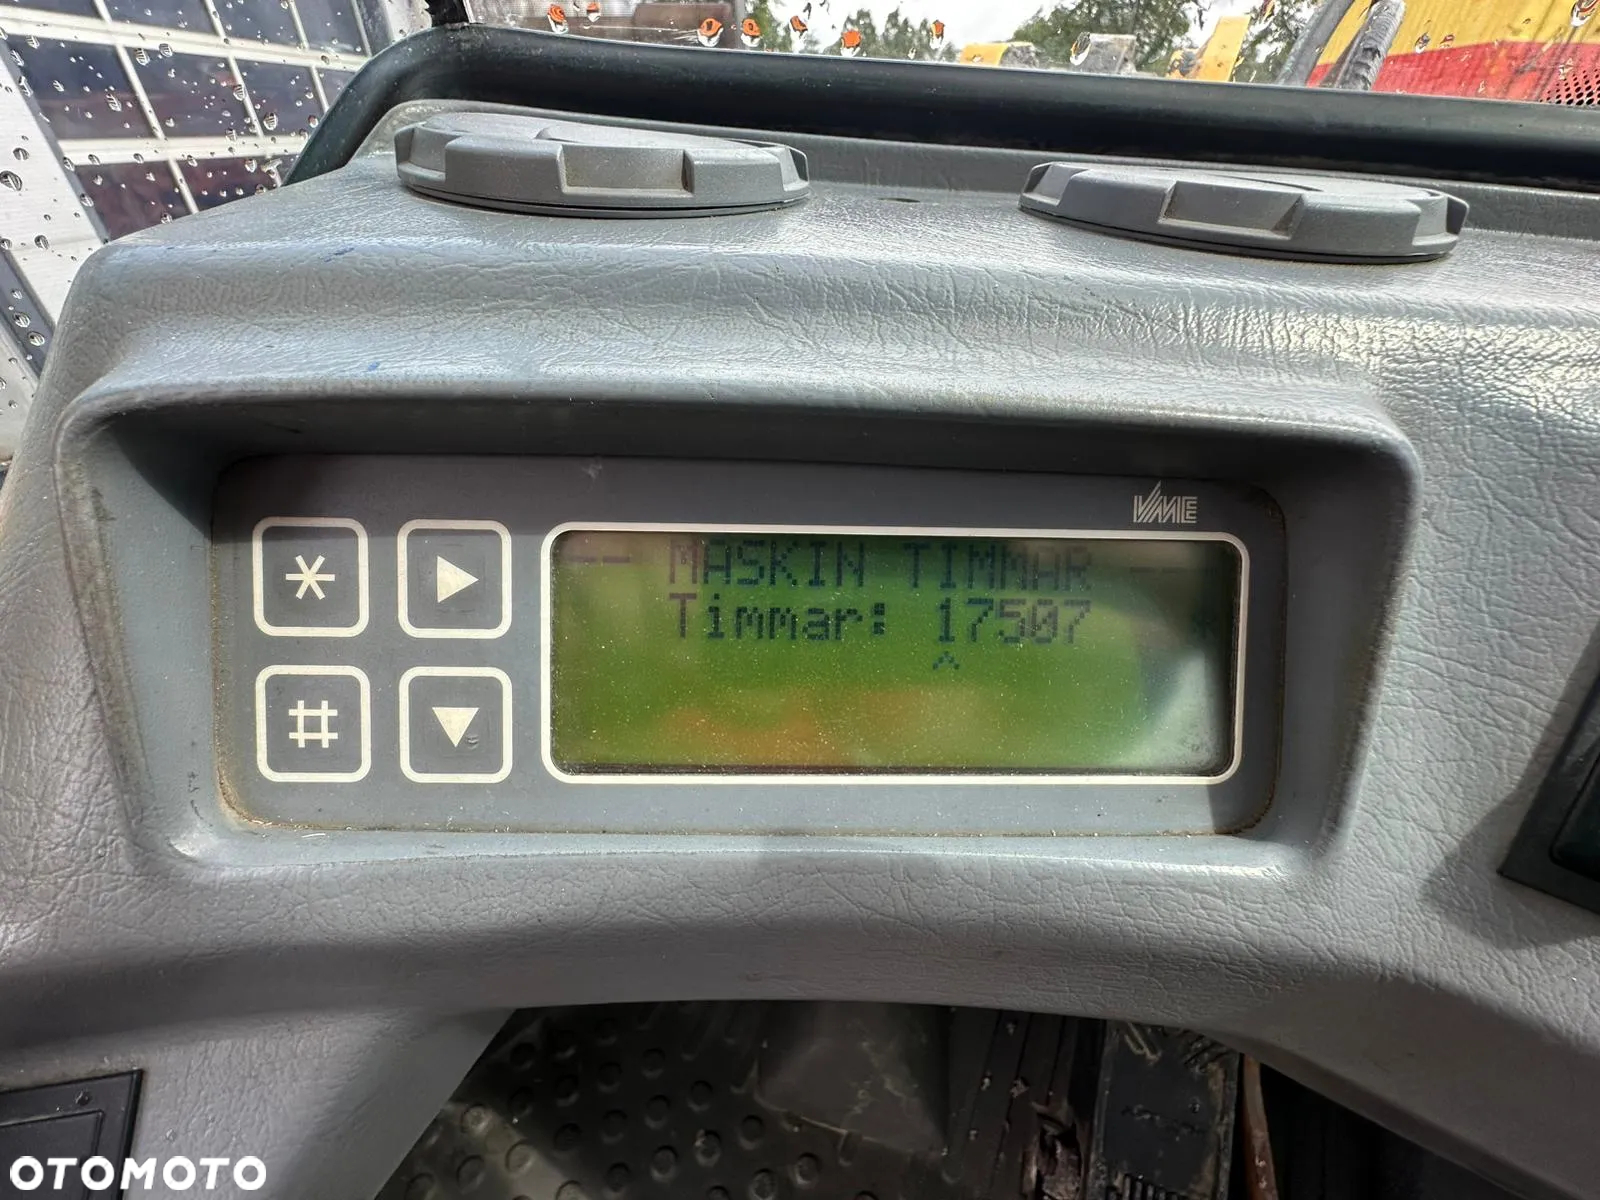 VME
-- MASKIN TIMMAR --
Timmar: 17507
^
OTOMOTO